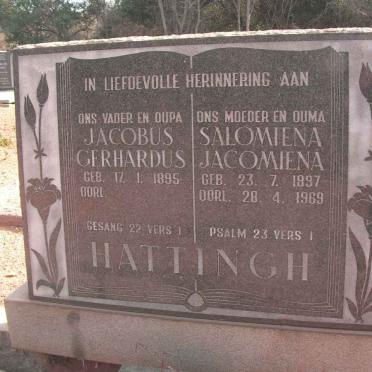 IN LIEFDEVOLLE HERINNERING AAN
ONS VADER EN OUPA
JACOBUS
GERHARDUS
GEB. 17. 1. 1895
OORL.
GESANG 22 VERS 1
ONS MOEDER EN OUMA
SALOMIENA
JACOMIENA
GEB. 23. 7. 1897
OORL. 28. 4. 1969
PSALM 23 VERS 1
HATTINGH